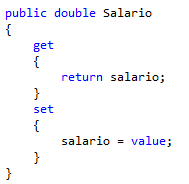 public double Salario
{
    get
    {
        return salario;
    }
    set
    {
        salario = value;
    }
}